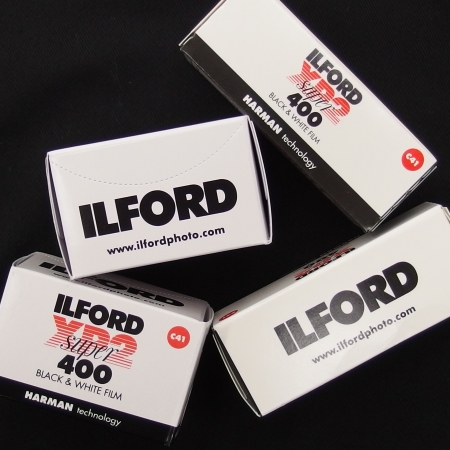 ILFORD
XP2
super
400
BLACK & WHITE FILM
HARMAN technology
C41
ILFORD
www.ilfordphoto.com
ILFORD
XP2
super
400
BLACK & WHITE FILM
HARMAN technology
C41
ILFORD
www.ilfordphoto.com